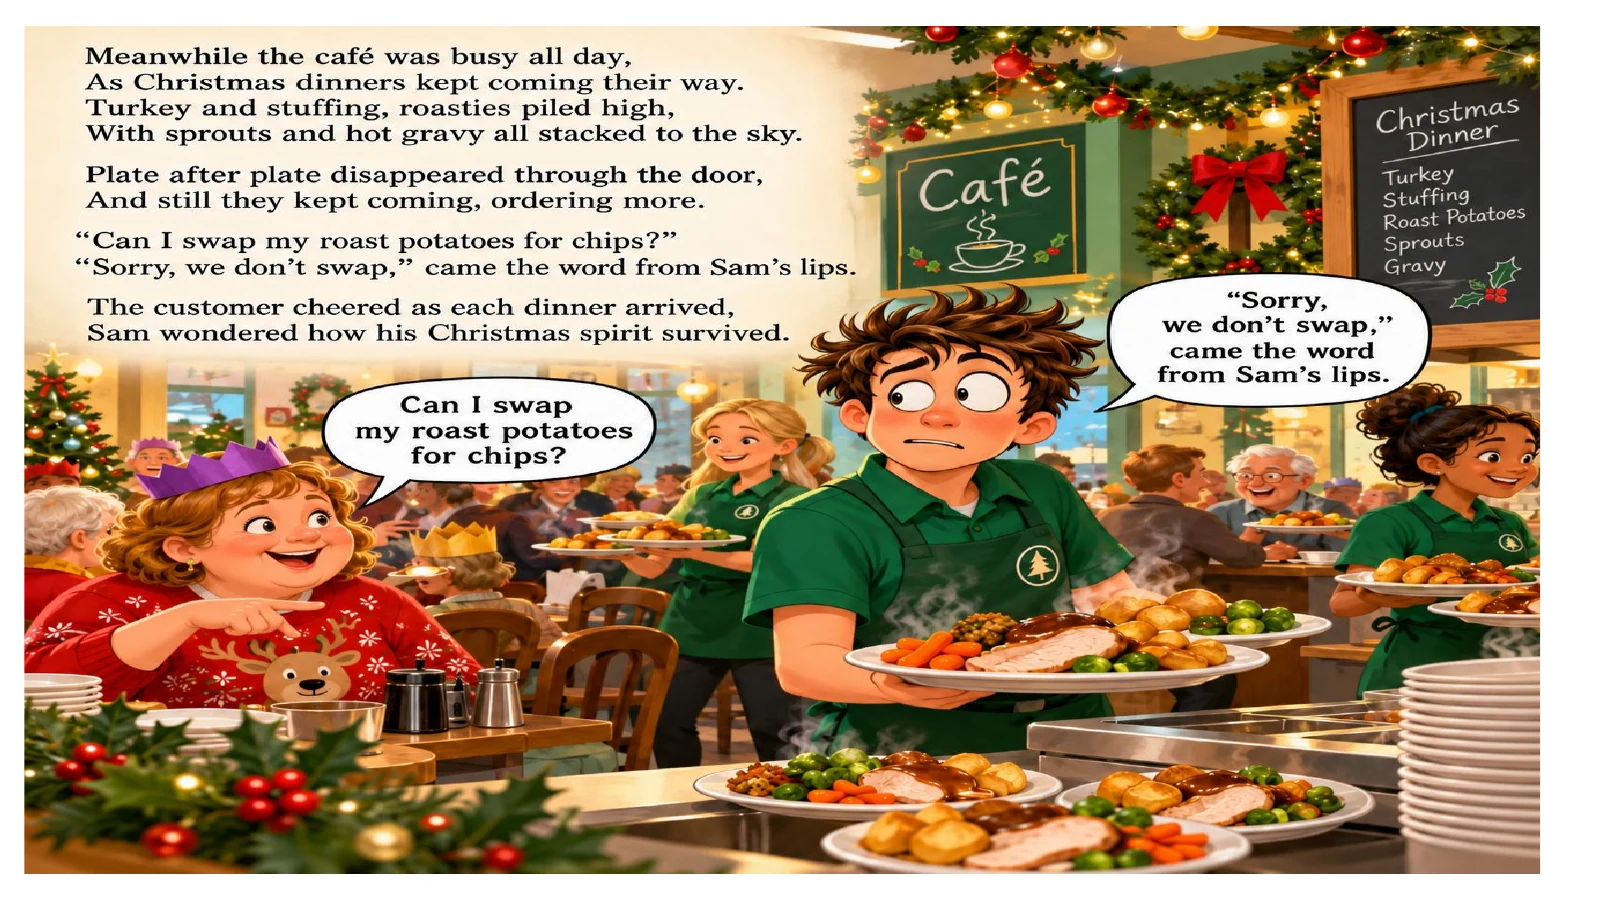 Meanwhile the café was busy all day,
As Christmas dinners kept coming their way.
Turkey and stuffing, roasties piled high,
With sprouts and hot gravy all stacked to the sky.
Plate after plate disappeared through the door,
And still they kept coming, ordering more.
“Can I swap my roast potatoes for chips?”
“Sorry, we don’t swap,” came the word from Sam’s lips.
The customer cheered as each dinner arrived,
Sam wondered how his Christmas spirit survived.
Café
Christmas
Dinner
Turkey
Stuffing
Roast Potatoes
Sprouts
Gravy
Can I swap
my roast potatoes
for chips?
“Sorry,
we don’t swap,”
came the word
from Sam’s lips.